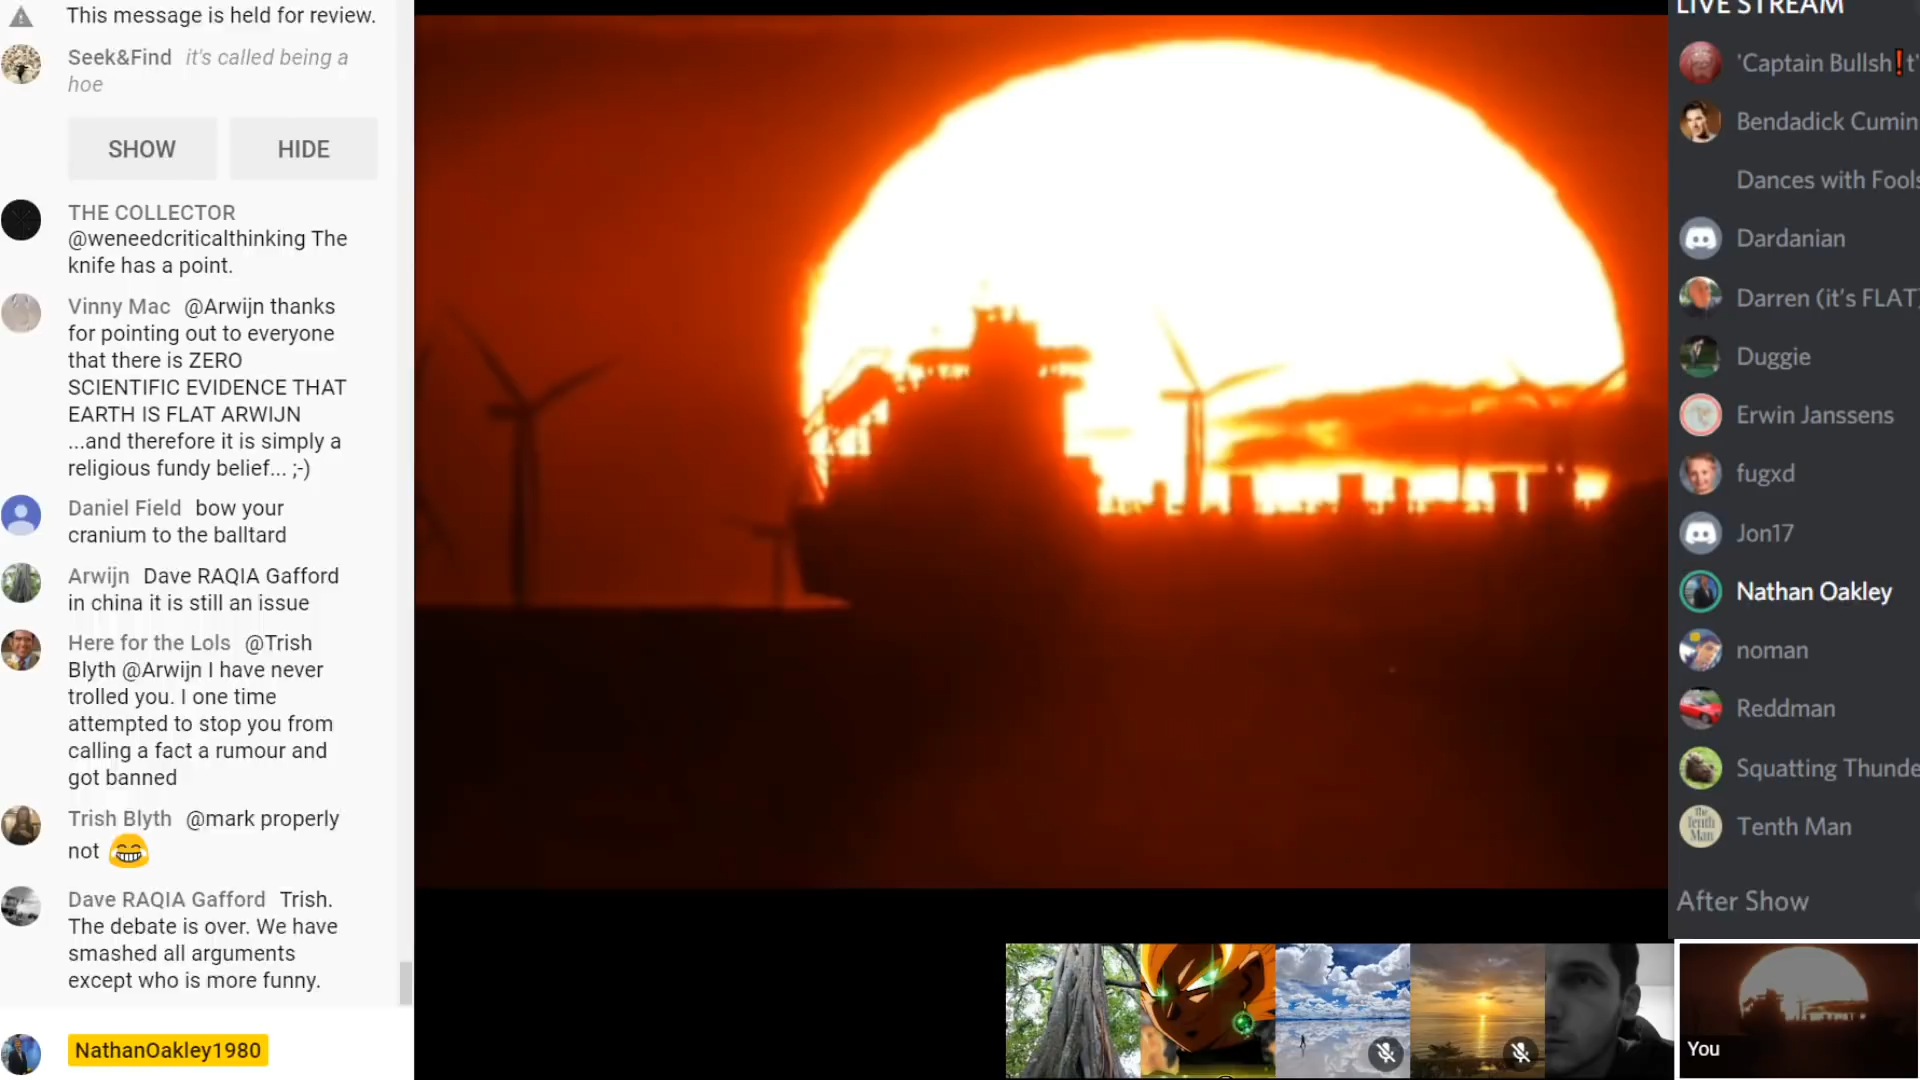 This message is held for review.
Seek&Find it's called being a
hoe
SHOW HIDE
THE COLLECTOR
@weneedcriticalthinking The
knife has a point.
Vinny Mac @Arwijn thanks
for pointing out to everyone
that there is ZERO
SCIENTIFIC EVIDENCE THAT
EARTH IS FLAT ARWIJN
...and therefore it is simply a
religious fundy belief... ;-)
Daniel Field bow your
cranium to the balltard
Arwijn Dave RAQIA Gafford
in china it is still an issue
Here for the Lols @Trish
Blyth @Arwijn I have never
trolled you. I one time
attempted to stop you from
calling a fact a rumour and
got banned
Trish Blyth @mark properly
not 😂
Dave RAQIA Gafford Trish.
The debate is over. We have
smashed all arguments
except who is more funny.
NathanOakley1980
LIVE STREAM
'Captain Bullsh❗t'
Bendadick Cumin
Dances with Fools
Dardanian
Darren (it's FLAT)
Duggie
Erwin Janssens
fugxd
Jon17
Nathan Oakley
noman
Reddman
Squatting Thunde
The
Tenth
Man
Tenth Man
After Show
You